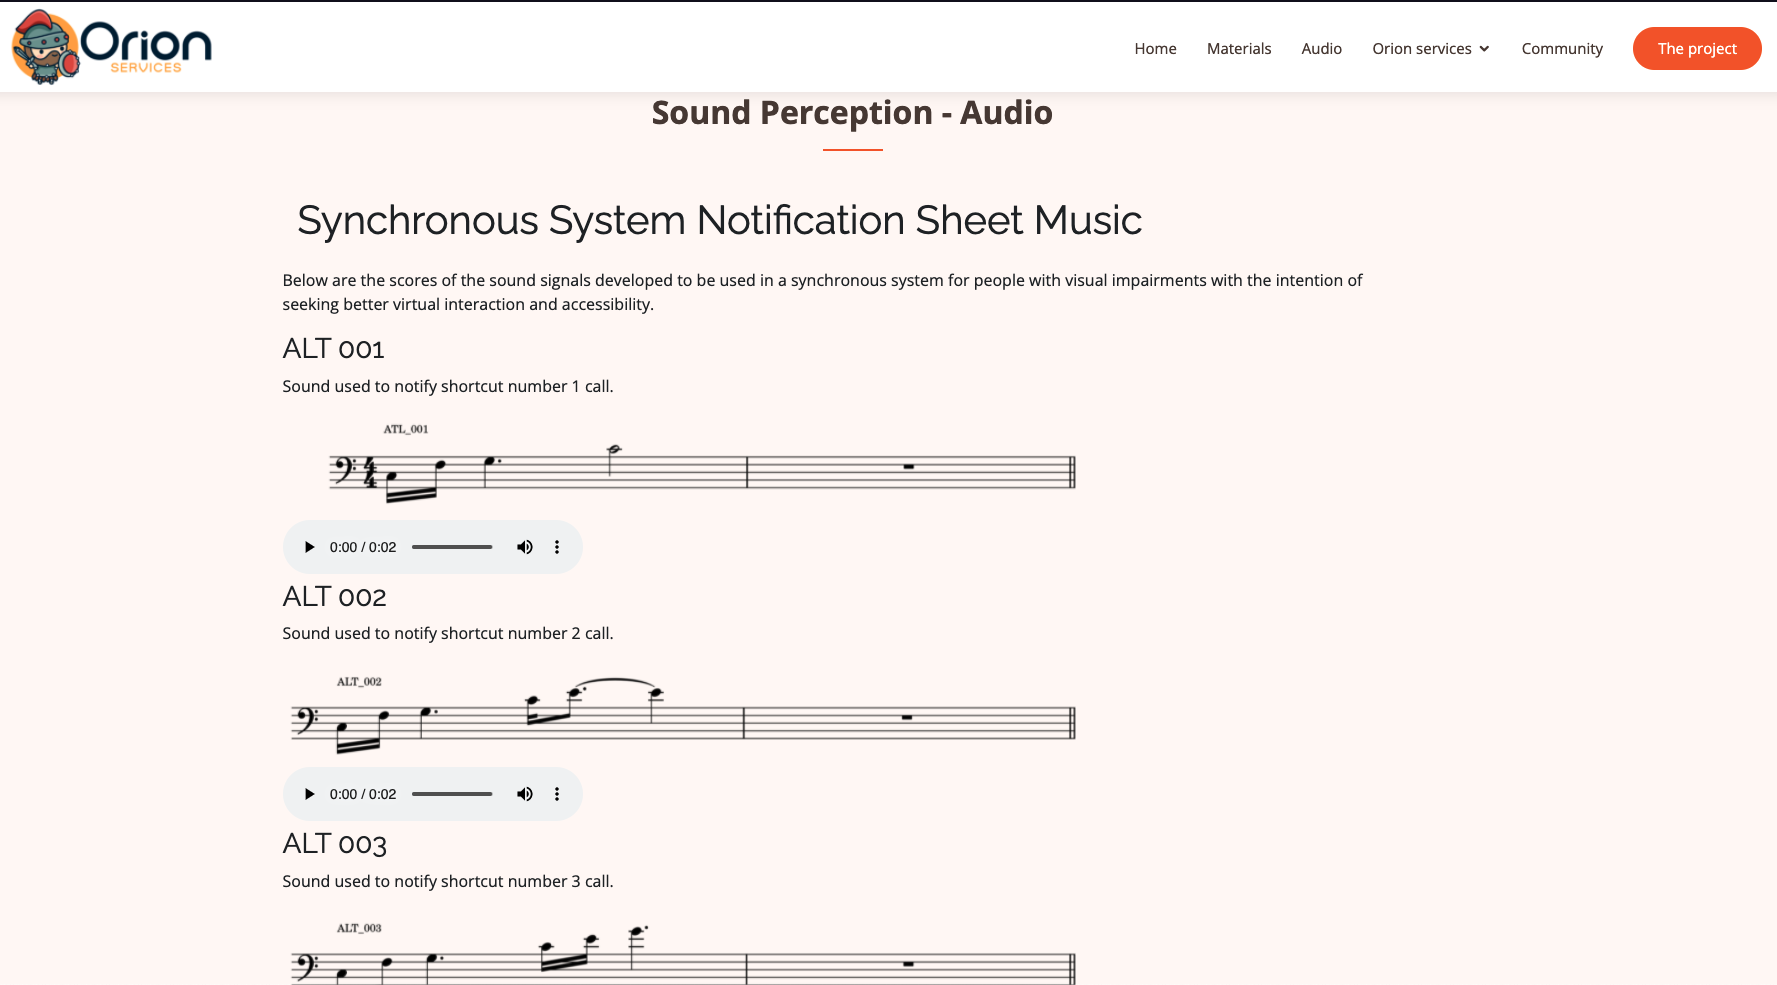 Orion
SERVICES
Home
Materials
Audio
Orion services
Community
The project
Sound Perception - Audio
Synchronous System Notification Sheet Music
Below are the scores of the sound signals developed to be used in a synchronous system for people with visual impairments with the intention of
seeking better virtual interaction and accessibility.
ALT 001
Sound used to notify shortcut number 1 call.
ATL_001
4
4
0:00 / 0:02
ALT 002
Sound used to notify shortcut number 2 call.
ALT_002
0:00 / 0:02
ALT 003
Sound used to notify shortcut number 3 call.
ALT_003